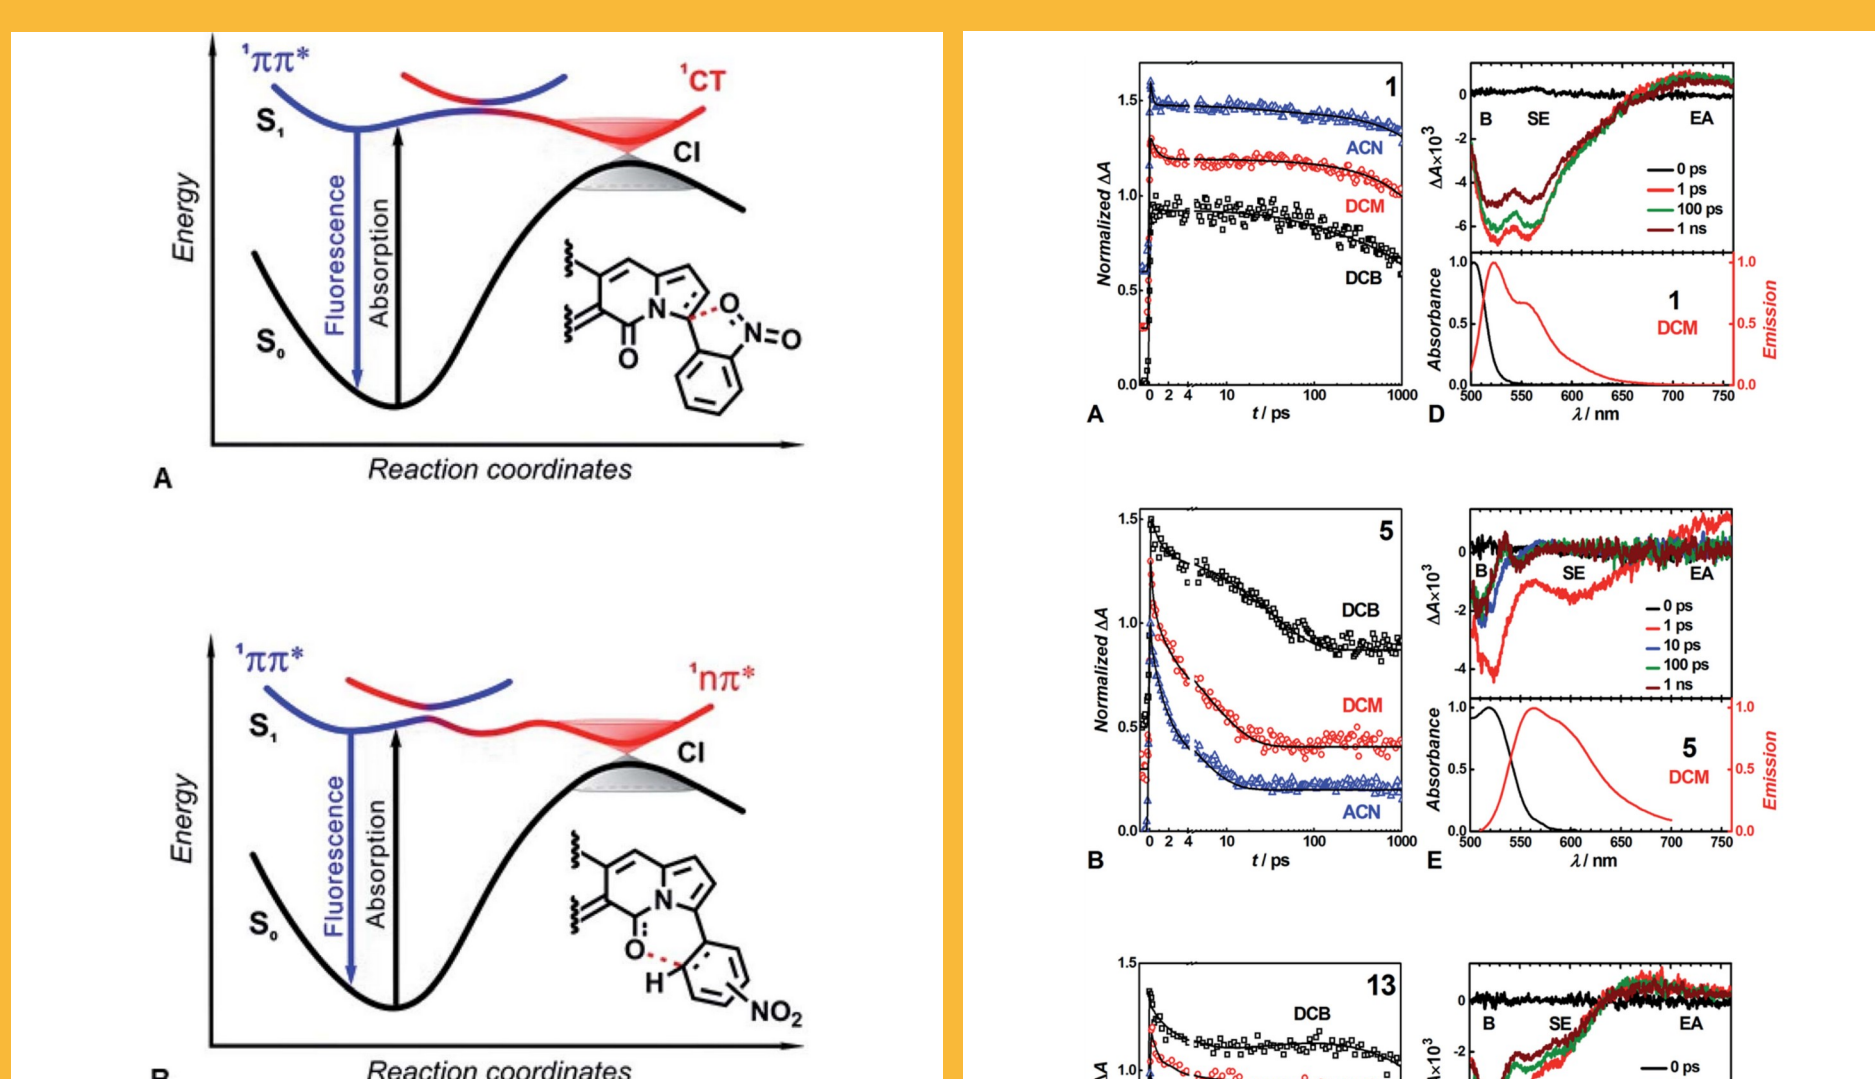 ¹ππ*
¹CT
S₁
CI
Energy
Fluorescence
Absorption
S₀
N
O
N=O
O
Reaction coordinates
A
¹ππ*
¹nπ*
S₁
CI
Energy
Fluorescence
Absorption
S₀
N
O
H
NO₂
Reaction coordinates
1
1.5
1.0
0.5
0.0
Normalized ΔA
ACN
DCM
DCB
0 2 4 10 100 1000
t / ps
A
0
-2
-4
-6
ΔA×10³
B SE EA
0 ps
1 ps
100 ps
1 ns
1.0
0.5
0.0
Absorbance
1
DCM
1.0
0.5
0.0
Emission
500 550 600 650 700 750
λ / nm
D
5
1.5
1.0
0.5
0.0
Normalized ΔA
DCB
DCM
ACN
0 2 4 10 100 1000
t / ps
B
0
-2
-4
ΔA×10³
B SE EA
0 ps
1 ps
10 ps
100 ps
1 ns
1.0
0.5
0.0
Absorbance
5
DCM
1.0
0.5
0.0
Emission
500 550 600 650 700 750
λ / nm
E
1.5
13
DCB
1.0
0
B SE EA
-2
0 ps